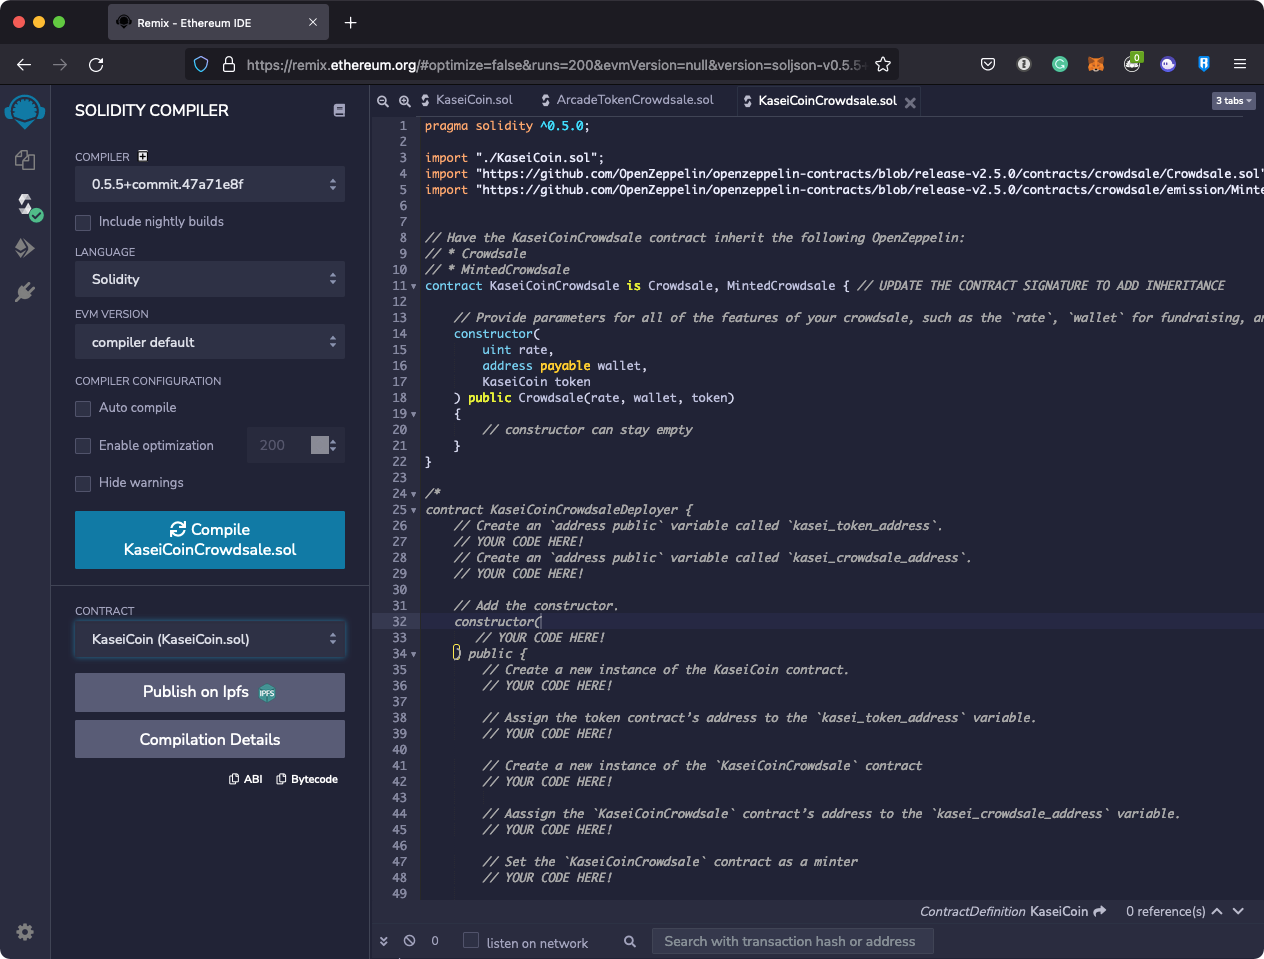 Remix - Ethereum IDE
https://remix.ethereum.org/#optimize=false&runs=200&evmVersion=null&version=soljson-v0.5.5+
0
SOLIDITY COMPILER
COMPILER
0.5.5+commit.47a71e8f
Include nightly builds
LANGUAGE
Solidity
EVM VERSION
compiler default
COMPILER CONFIGURATION
Auto compile
Enable optimization
200
Hide warnings
Compile
KaseiCoinCrowdsale.sol
CONTRACT
KaseiCoin (KaseiCoin.sol)
Publish on Ipfs IPFS
Compilation Details
ABI Bytecode
KaseiCoin.sol ArcadeTokenCrowdsale.sol KaseiCoinCrowdsale.sol 3 tabs
1 pragma solidity ^0.5.0;
2
3 import "./KaseiCoin.sol";
4 import "https://github.com/OpenZeppelin/openzeppelin-contracts/blob/release-v2.5.0/contracts/crowdsale/Crowdsale.sol"
5 import "https://github.com/OpenZeppelin/openzeppelin-contracts/blob/release-v2.5.0/contracts/crowdsale/emission/Minte
6
7
8 // Have the KaseiCoinCrowdsale contract inherit the following OpenZeppelin:
9 // * Crowdsale
10 // * MintedCrowdsale
11 contract KaseiCoinCrowdsale is Crowdsale, MintedCrowdsale { // UPDATE THE CONTRACT SIGNATURE TO ADD INHERITANCE
12
13 // Provide parameters for all of the features of your crowdsale, such as the `rate`, `wallet` for fundraising, an
14 constructor(
15 uint rate,
16 address payable wallet,
17 KaseiCoin token
18 ) public Crowdsale(rate, wallet, token)
19 {
20 // constructor can stay empty
21 }
22 }
23
24 /*
25 contract KaseiCoinCrowdsaleDeployer {
26 // Create an `address public` variable called `kasei_token_address`.
27 // YOUR CODE HERE!
28 // Create an `address public` variable called `kasei_crowdsale_address`.
29 // YOUR CODE HERE!
30
31 // Add the constructor.
32 constructor(
33 // YOUR CODE HERE!
34 ) public {
35 // Create a new instance of the KaseiCoin contract.
36 // YOUR CODE HERE!
37
38 // Assign the token contract's address to the `kasei_token_address` variable.
39 // YOUR CODE HERE!
40
41 // Create a new instance of the `KaseiCoinCrowdsale` contract
42 // YOUR CODE HERE!
43
44 // Aassign the `KaseiCoinCrowdsale` contract's address to the `kasei_crowdsale_address` variable.
45 // YOUR CODE HERE!
46
47 // Set the `KaseiCoinCrowdsale` contract as a minter
48 // YOUR CODE HERE!
49
ContractDefinition KaseiCoin 0 reference(s)
0 listen on network Search with transaction hash or address